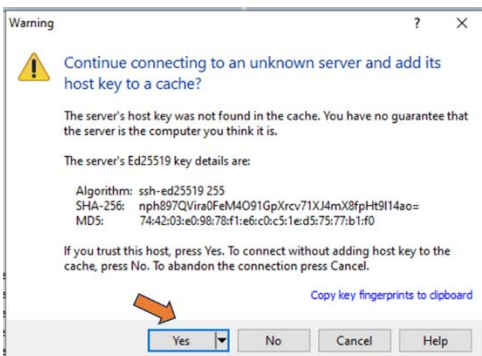 Warning
?
Continue connecting to an unknown server and add its
host key to a cache?
The server's host key was not found in the cache. You have no guarantee that
the server is the computer you think it is.
The server's Ed25519 key details are:
Algorithm: ssh-ed25519 255
SHA-256: nph897QVira0FeM4O91GpXrcv71XJ4mX8fpHt9I14ao=
MD5: 74:42:03:e0:98:78:f1:e6:c0:c5:1e:d5:75:77:b1:f0
If you trust this host, press Yes. To connect without adding host key to the
cache, press No. To abandon the connection press Cancel.
Copy key fingerprints to clipboard
Yes No Cancel Help